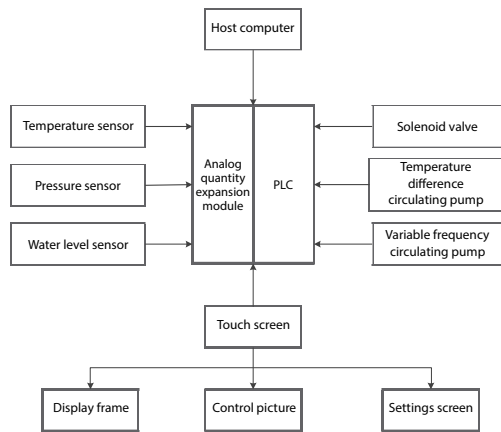 Host computer
Temperature sensor
Pressure sensor
Water level sensor
Analog
quantity
expansion
module
PLC
Solenoid valve
Temperature
difference
circulating pump
Variable frequency
circulating pump
Touch screen
Display frame
Control picture
Settings screen